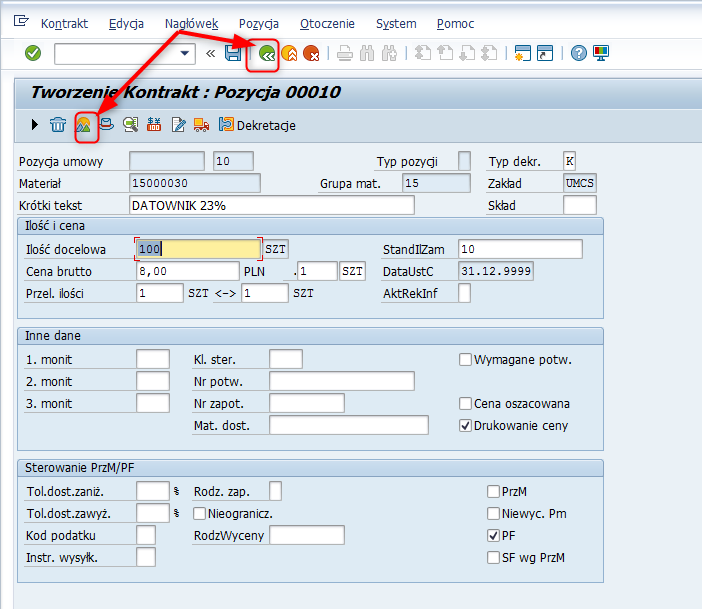 Kontrakt Edycja Nagłówek Pozycja Otoczenie System Pomoc
Tworzenie Kontrakt : Pozycja 00010
Dekretacje
Pozycja umowy 10 Typ pozycji Typ dekr. K
Materiał 15000030 Grupa mat. 15 Zakład UMCS
Krótki tekst DATOWNIK 23% Skład
Ilość i cena
Ilość docelowa 100 SZT StandIlZam 10
Cena brutto 8,00 PLN .1 SZT DataUstC 31.12.9999
Przel. ilości 1 SZT <-> 1 SZT AktRekInf
Inne dane
1. monit Kl. ster. Wymagane potw.
2. monit Nr potw.
3. monit Nr zapot. Cena oszacowana
Mat. dost. Drukowanie ceny
Sterowanie PrzM/PF
Tol.dost.zaniż. % Rodz. zap. PrzM
Tol.dost.zawyż. % Nieogranicz. Niewyc. Pm
Kod podatku RodzWyceny PF
Instr. wysyłk. SF wg PrzM